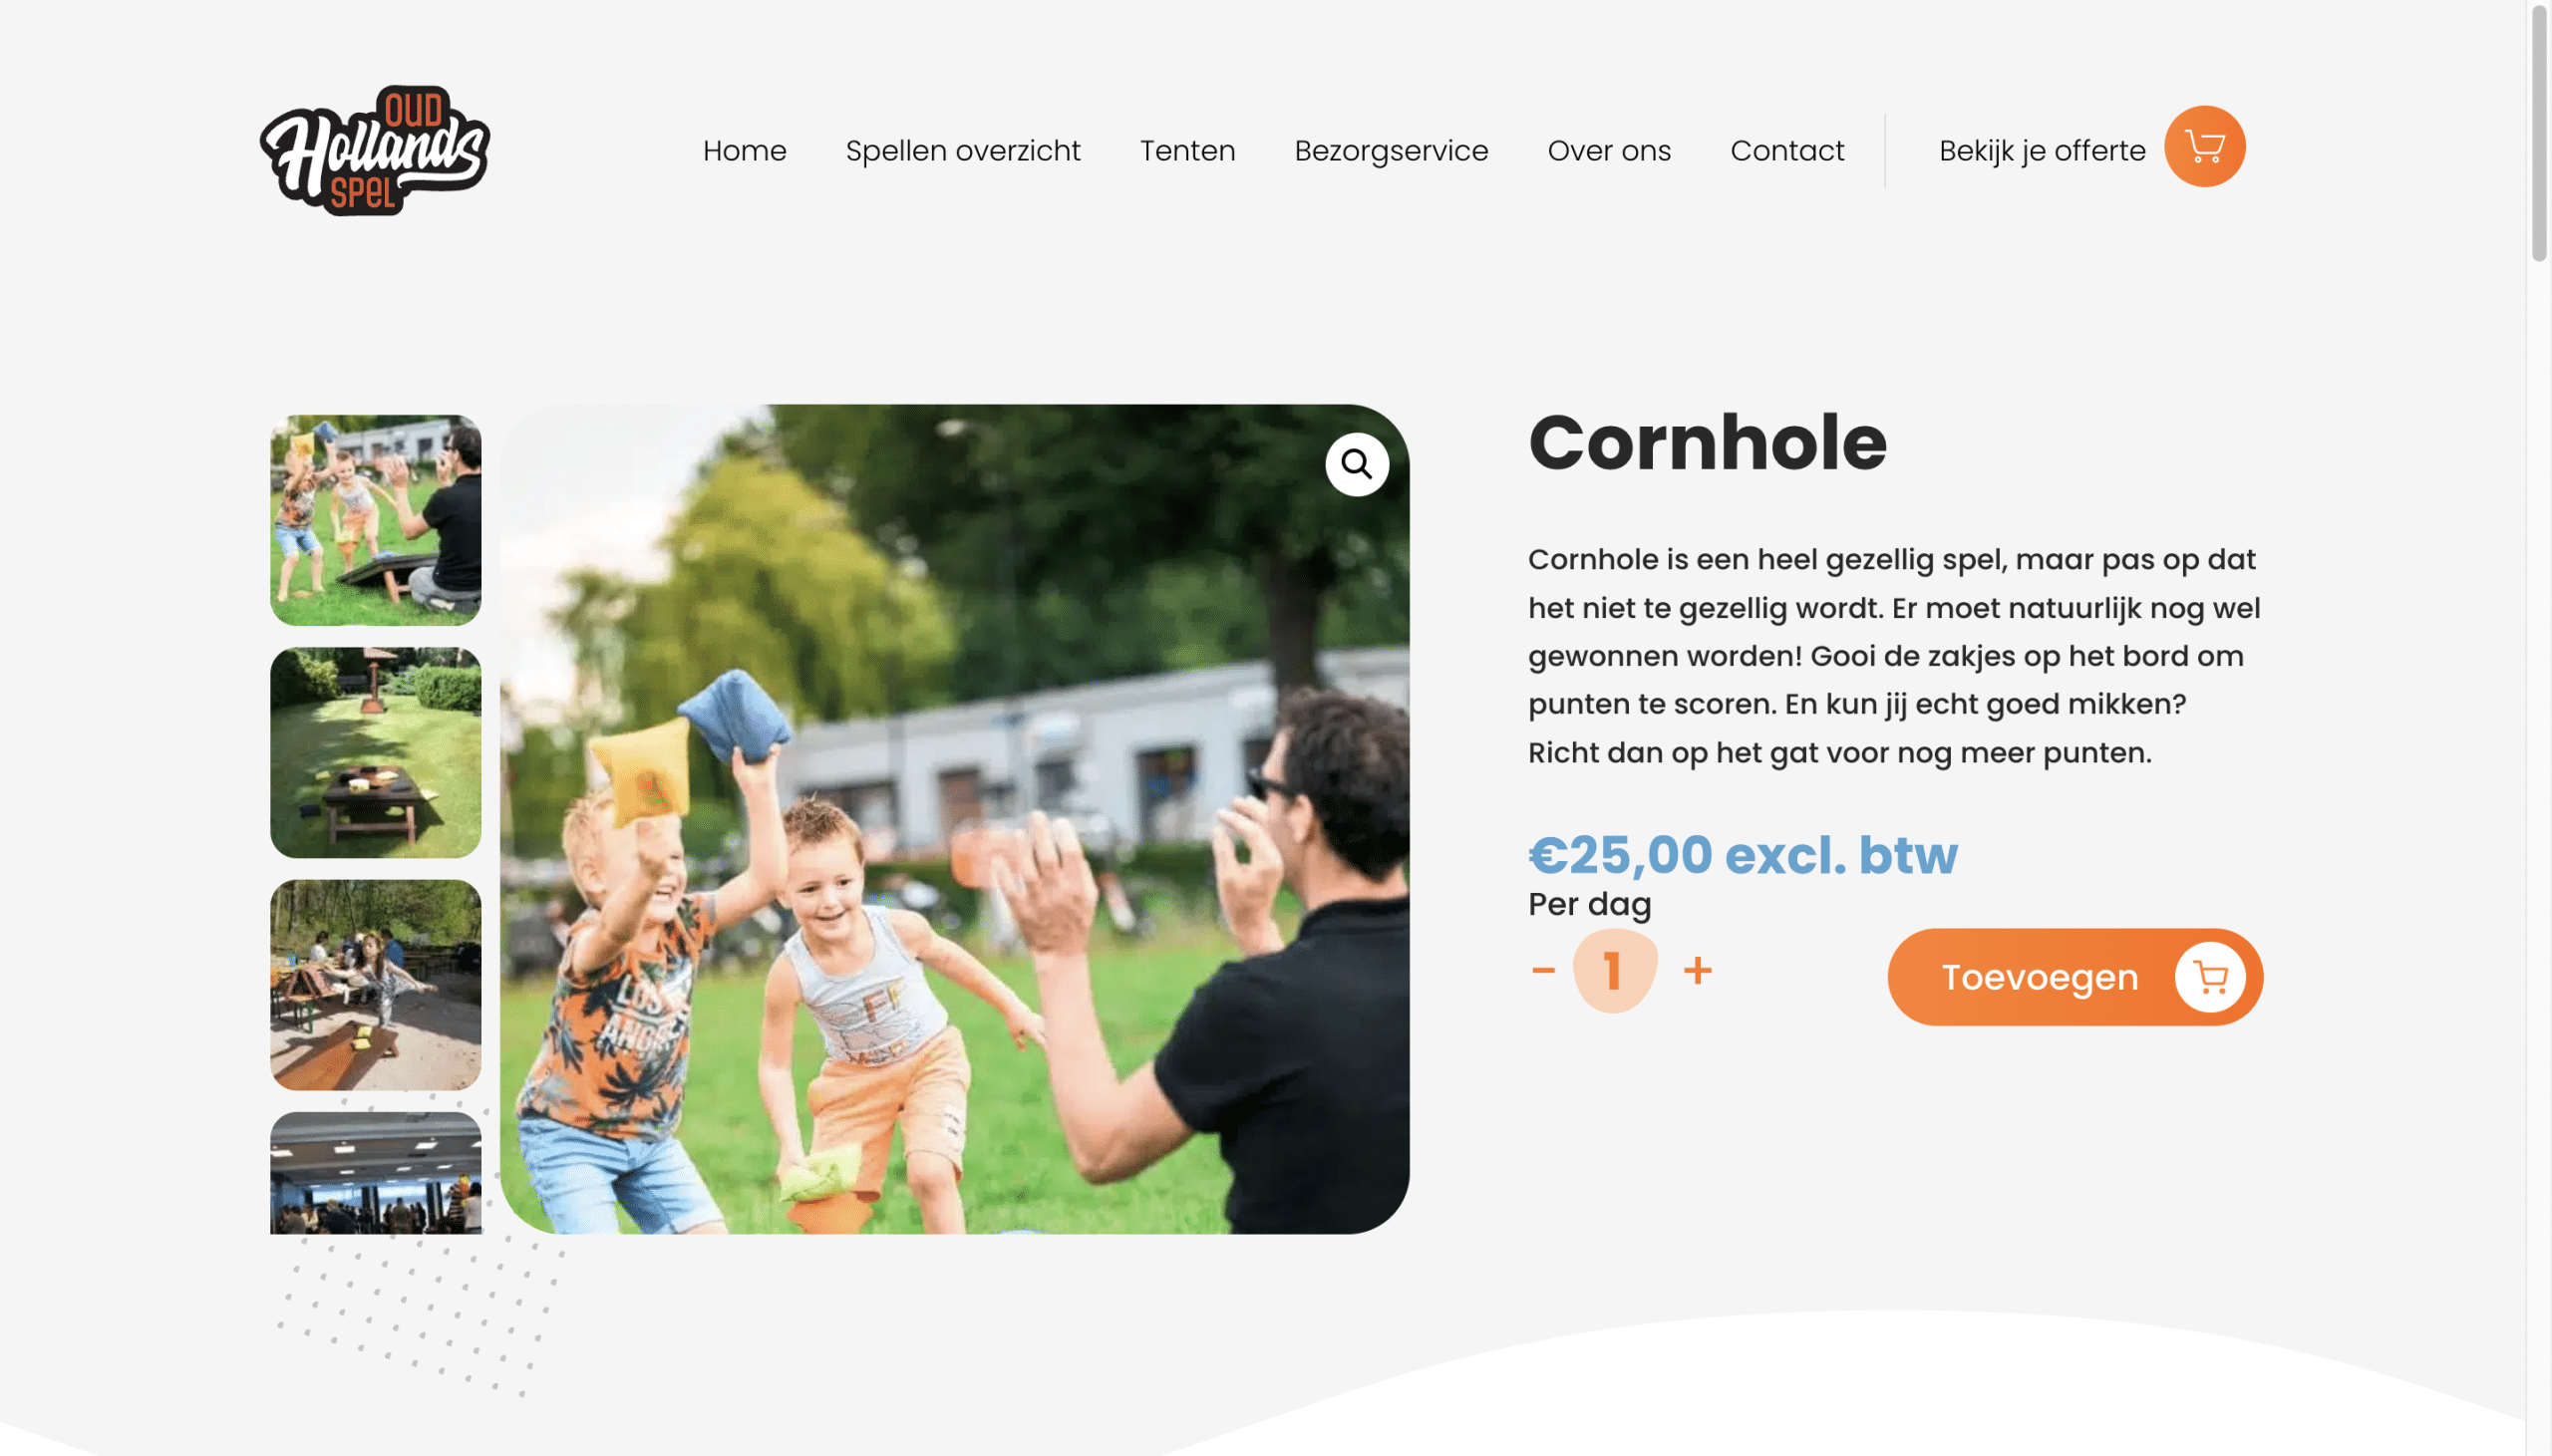 OUD
Hollands
SPEL
Home
Spellen overzicht
Tenten
Bezorgservice
Over ons
Contact
Bekijk je offerte
Cornhole
Cornhole is een heel gezellig spel, maar pas op dat
het niet te gezellig wordt. Er moet natuurlijk nog wel
gewonnen worden! Gooi de zakjes op het bord om
punten te scoren. En kun jij echt goed mikken?
Richt dan op het gat voor nog meer punten.
€25,00 excl. btw
Per dag
- 1 +
Toevoegen
LOS